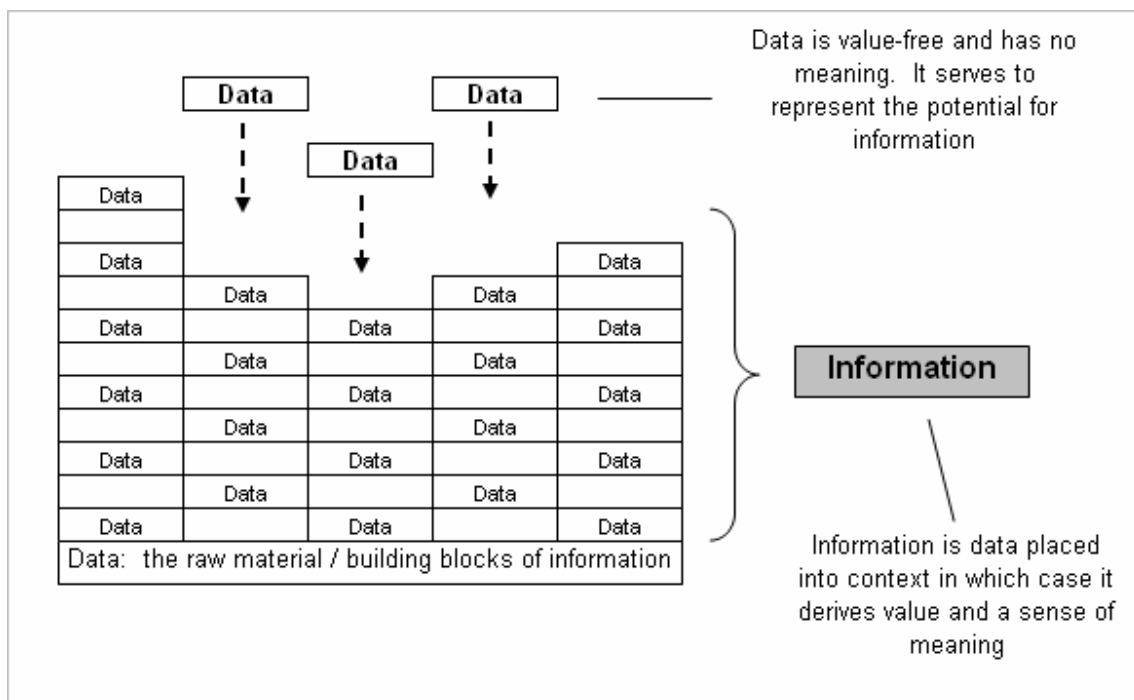 Data is value-free and has no
meaning.  It serves to
represent the potential for
information
Data Data
Data
Data
Data Data
Data Data
Data Data Data
Data Data
Data Data Data
Data Data
Data Data Data
Data Data
Data Data Data
Data:  the raw material / building blocks of information
Information
Information is data placed
into context in which case it
derives value and a sense of
meaning